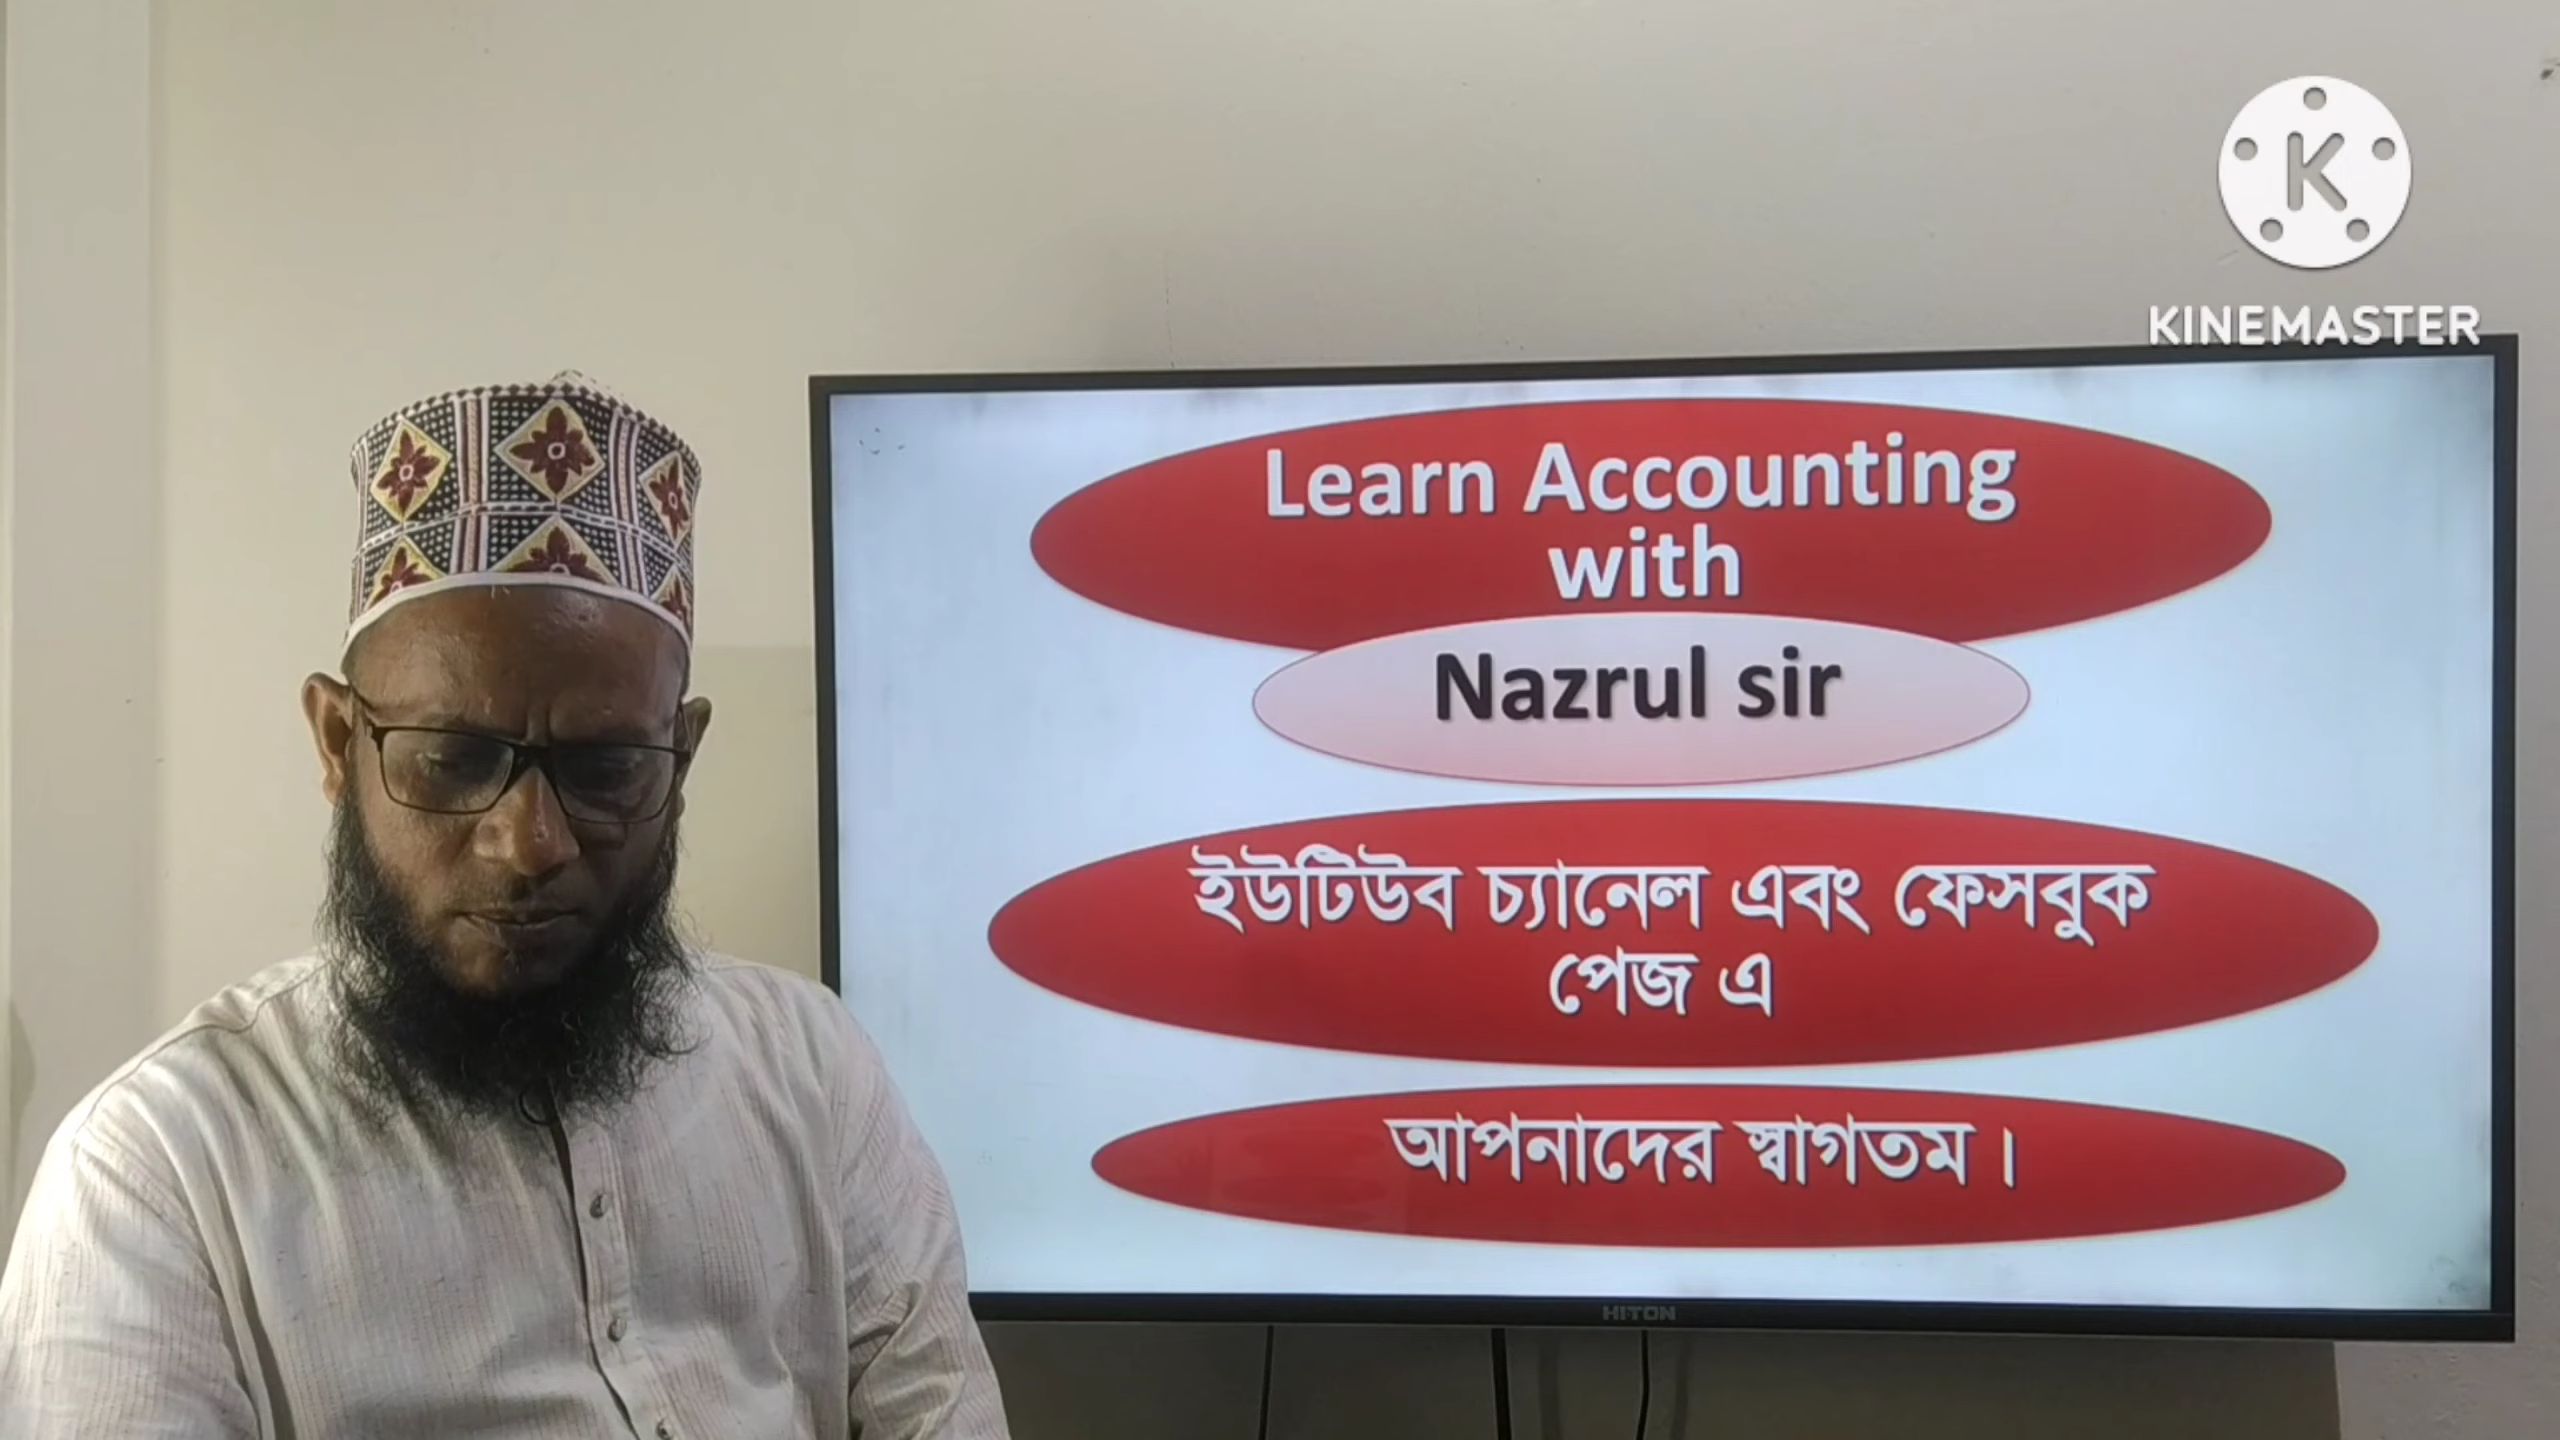 KINEMASTER
Learn Accounting
with
Nazrul sir
ইউটিউব চ্যানেল এবং ফেসবুক
পেজ এ
আপনাদের স্বাগতম।
HITON